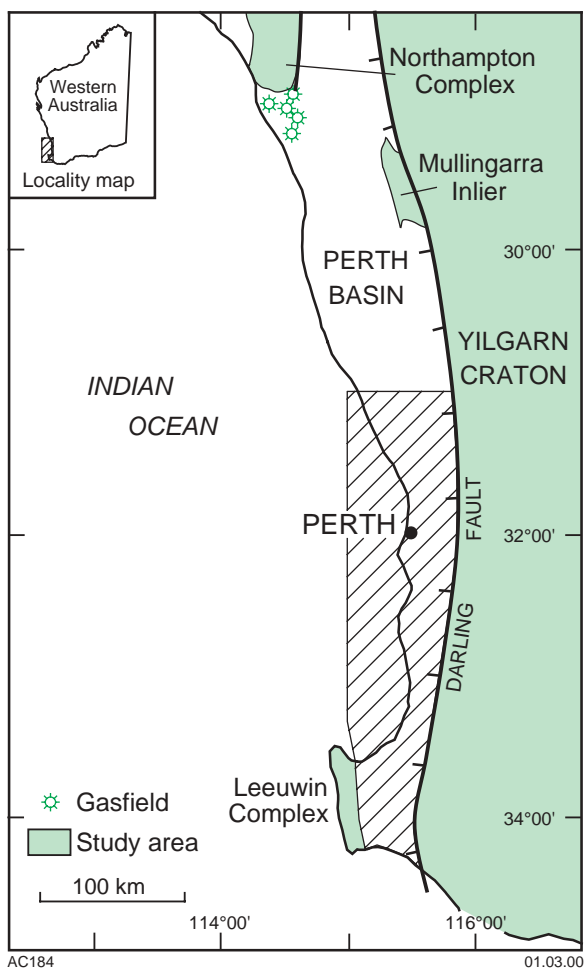 Western
Australia
Locality map
Northampton
Complex
Mullingarra
Inlier
30°00'
PERTH
BASIN
YILGARN
CRATON
INDIAN
OCEAN
PERTH
FAULT
32°00'
DARLING
Leeuwin
Complex
Gasfield
Study area
34°00'
100 km
114°00'
116°00'
AC184
01.03.00